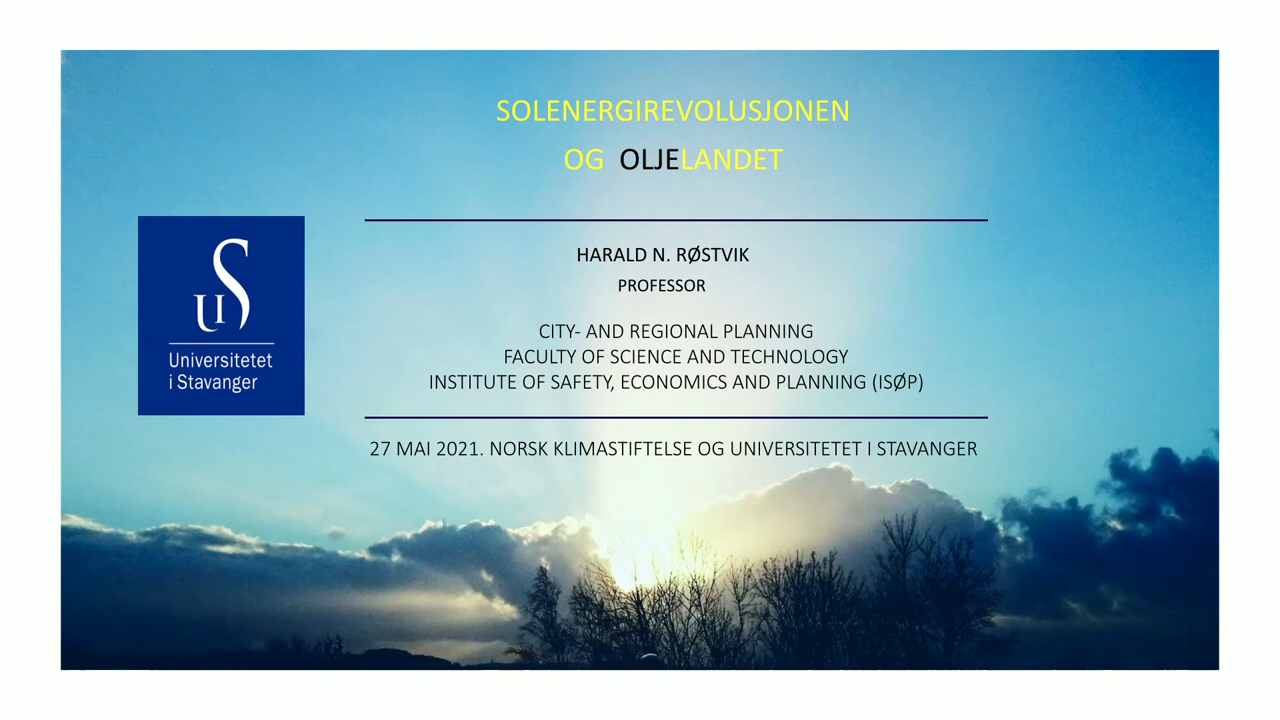 SOLENERGIREVOLUSJONEN
OG OLJELANDET
HARALD N. RØSTVIK
PROFESSOR
CITY- AND REGIONAL PLANNING
FACULTY OF SCIENCE AND TECHNOLOGY
INSTITUTE OF SAFETY, ECONOMICS AND PLANNING (ISØP)
27 MAI 2021. NORSK KLIMASTIFTELSE OG UNIVERSITETET I STAVANGER
UiS
Universitetet
i Stavanger